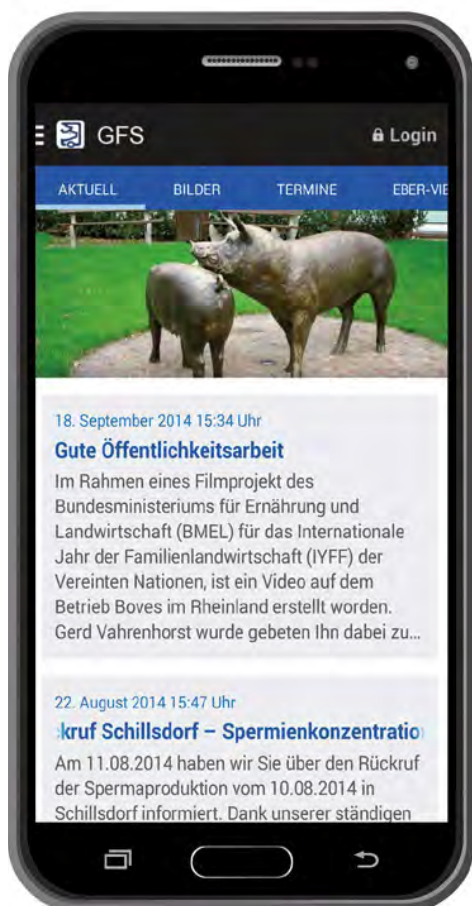 GFS
Login
AKTUELL BILDER TERMINE EBER-VIE
18. September 2014 15:34 Uhr
Gute Öffentlichkeitsarbeit
Im Rahmen eines Filmprojekt des
Bundesministeriums für Ernährung und
Landwirtschaft (BMEL) für das Internationale
Jahr der Familienlandwirtschaft (IYFF) der
Vereinten Nationen, ist ein Video auf dem
Betrieb Boves im Rheinland erstellt worden.
Gerd Vahrenhorst wurde gebeten Ihn dabei zu...
22. August 2014 15:47 Uhr
kruf Schillsdorf – Spermienkonzentratio
Am 11.08.2014 haben wir Sie über den Rückruf
der Spermaproduktion vom 10.08.2014 in
Schillsdorf informiert. Dank unserer ständigen